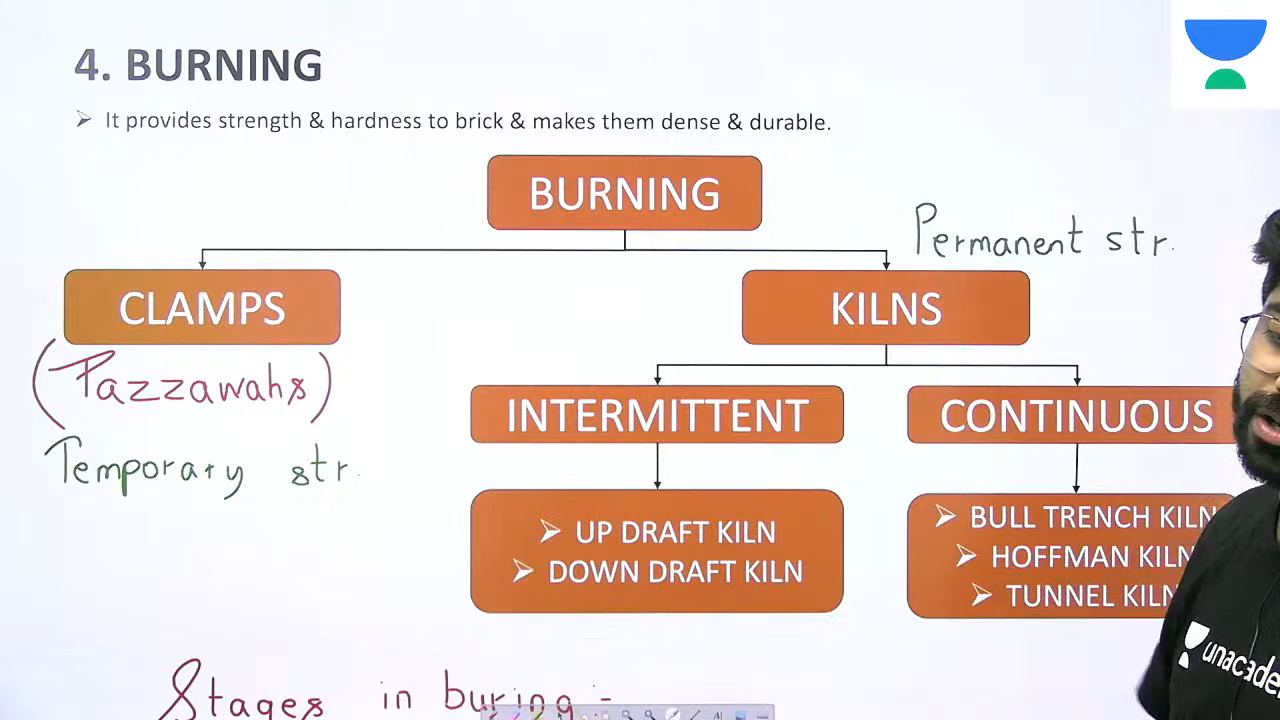 4. BURNING
➢ It provides strength & hardness to brick & makes them dense & durable.
BURNING
Permanent str.
CLAMPS
KILNS
(Pazzawahs)
Temporary str.
INTERMITTENT
CONTINUOUS
➢ UP DRAFT KILN
➢ DOWN DRAFT KILN
➢ BULL TRENCH KILN
➢ HOFFMAN KILN
➢ TUNNEL KILN
Stages in buring :-
unacade